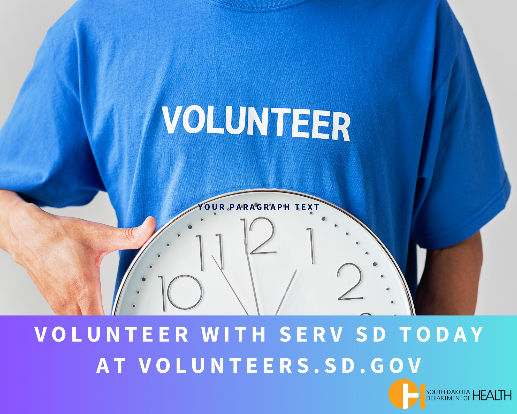 VOLUNTEER
YOUR PARAGRAPH TEXT
12
11
1
10
2
VOLUNTEER WITH SERV SD TODAY
AT VOLUNTEERS.SD.GOV
SOUTH DAKOTA
DEPARTMENT OF HEALTH